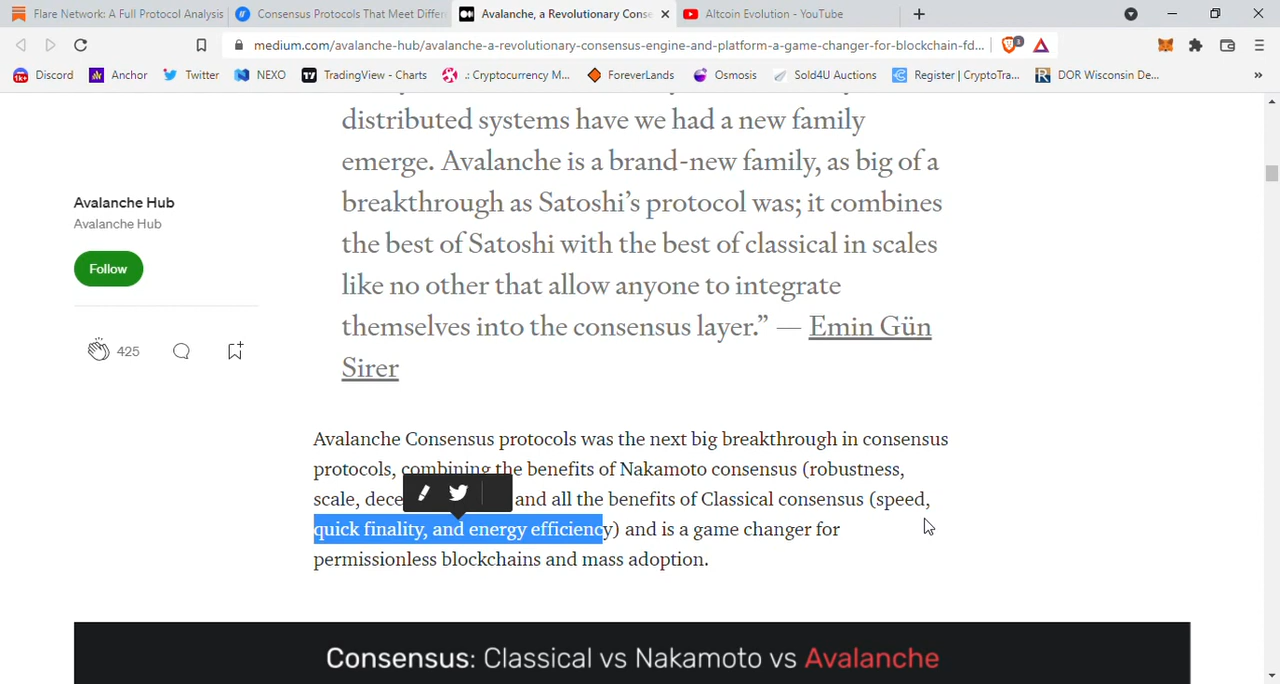 Flare Network: A Full Protocol Analysis
Consensus Protocols That Meet Differen
Avalanche, a Revolutionary Conse
Altcoin Evolution - YouTube
medium.com/avalanche-hub/avalanche-a-revolutionary-consensus-engine-and-platform-a-game-changer-for-blockchain-fd...
Discord
Anchor
Twitter
NEXO
TradingView - Charts
.: Cryptocurrency M...
ForeverLands
Osmosis
Sold4U Auctions
Register | CryptoTra...
DOR Wisconsin De...
distributed systems have we had a new family
emerge. Avalanche is a brand-new family, as big of a
breakthrough as Satoshi's protocol was; it combines
the best of Satoshi with the best of classical in scales
like no other that allow anyone to integrate
themselves into the consensus layer.” — Emin Gün
Sirer
Avalanche Hub
Avalanche Hub
Follow
425
Avalanche Consensus protocols was the next big breakthrough in consensus
protocols, combining the benefits of Nakamoto consensus (robustness,
scale, dece and all the benefits of Classical consensus (speed,
quick finality, and energy efficiency) and is a game changer for
permissionless blockchains and mass adoption.
Consensus: Classical vs Nakamoto vs Avalanche